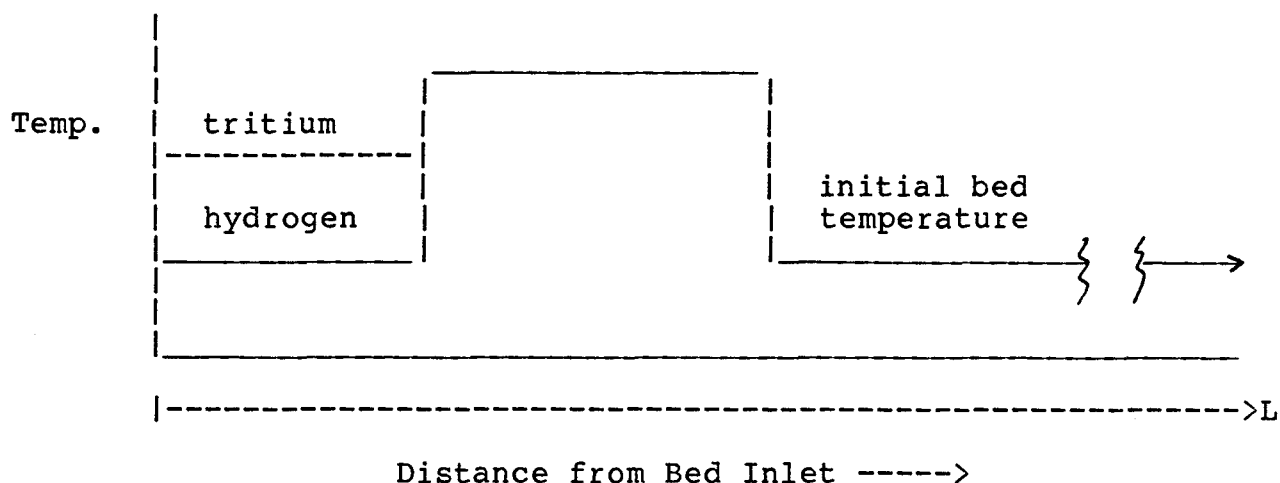 Temp.
tritium
hydrogen
initial bed
temperature
|---------------------------------------------------------->L
Distance from Bed Inlet ----->